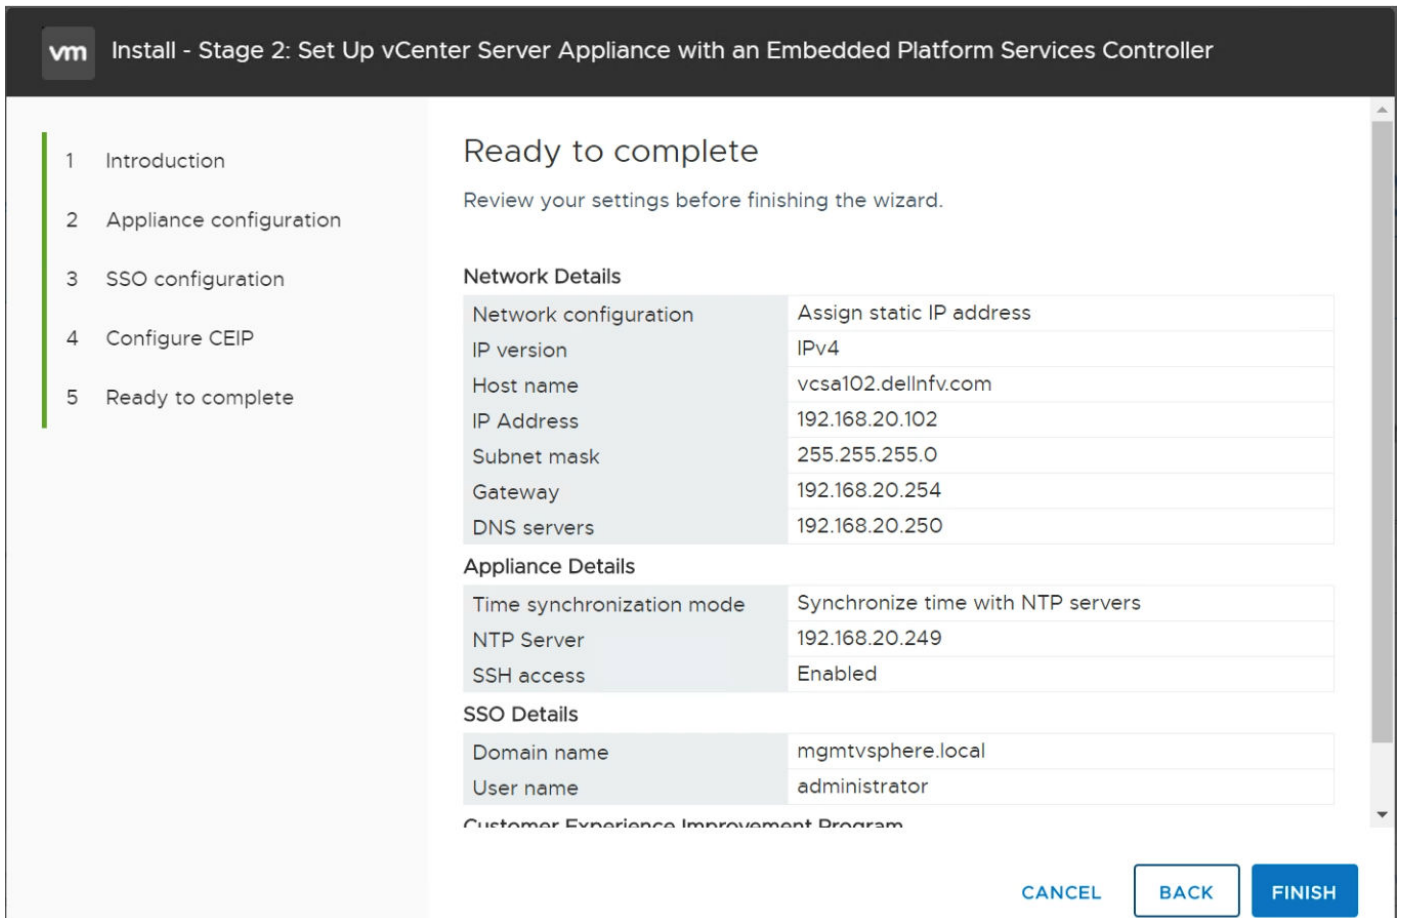 vm Install - Stage 2: Set Up vCenter Server Appliance with an Embedded Platform Services Controller
1 Introduction
2 Appliance configuration
3 SSO configuration
4 Configure CEIP
5 Ready to complete
Ready to complete
Review your settings before finishing the wizard.
Network Details
Network configuration Assign static IP address
IP version IPv4
Host name vcsa102.dellnfv.com
IP Address 192.168.20.102
Subnet mask 255.255.255.0
Gateway 192.168.20.254
DNS servers 192.168.20.250
Appliance Details
Time synchronization mode Synchronize time with NTP servers
NTP Server 192.168.20.249
SSH access Enabled
SSO Details
Domain name mgmtvsphere.local
User name administrator
Customer Experience Improvement Program
CANCEL BACK FINISH